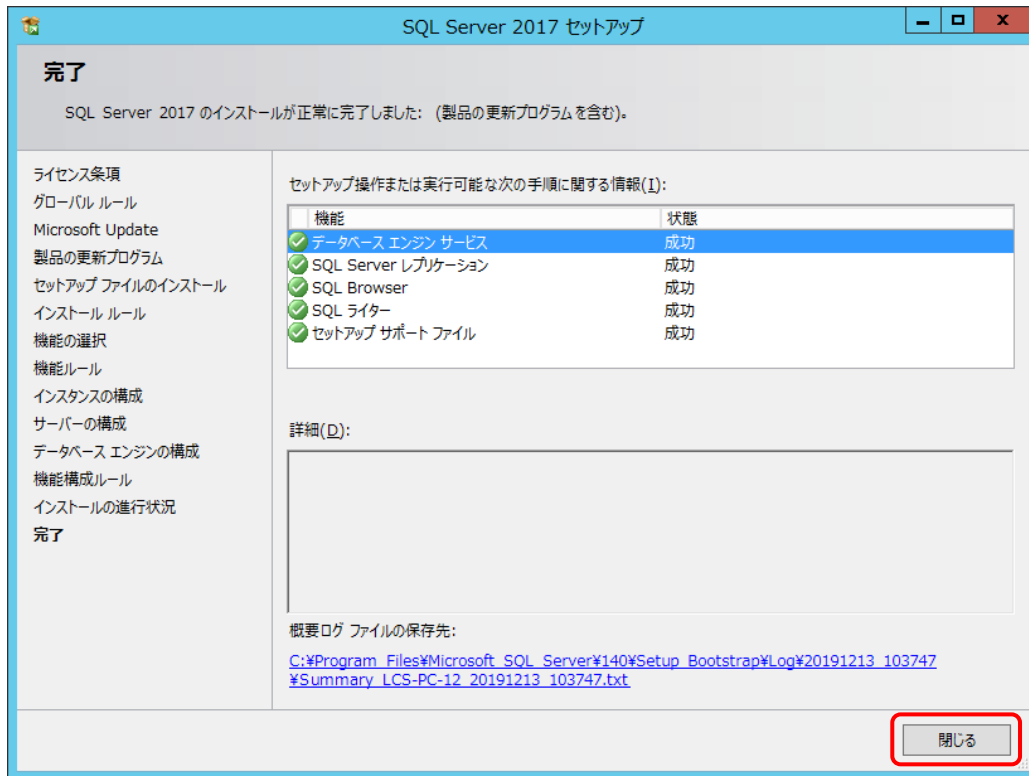 SQL Server 2017 セットアップ
完了
SQL Server 2017 のインストールが正常に完了しました: (製品の更新プログラムを含む)。
ライセンス条項
グローバル ルール
Microsoft Update
製品の更新プログラム
セットアップ ファイルのインストール
インストール ルール
機能の選択
機能ルール
インスタンスの構成
サーバーの構成
データベース エンジンの構成
機能構成ルール
インストールの進行状況
完了
セットアップ操作または実行可能な次の手順に関する情報(I):
機能 状態
データベース エンジン サービス 成功
SQL Server レプリケーション 成功
SQL Browser 成功
SQL ライター 成功
セットアップ サポート ファイル 成功
詳細(D):
概要ログ ファイルの保存先:
C:¥Program Files¥Microsoft SQL Server¥140¥Setup Bootstrap¥Log¥20191213_103747
¥Summary_LCS-PC-12_20191213_103747.txt
閉じる